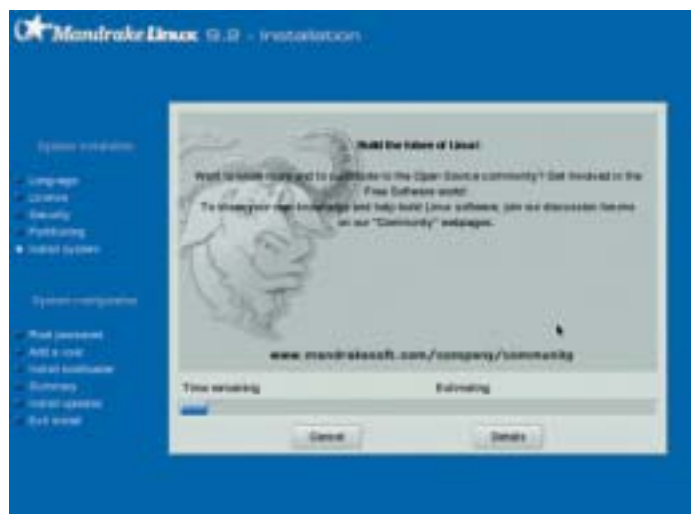 Mandrake Linux 9.2 - Installation
System installation
Language
Licence
Security
Partitioning
Install system
System configuration
Root password
Add a user
Install bootloader
Summary
Install updates
Exit install
Build the future of Linux!
Want to know more and to contribute to the Open Source community? Get involved in the
Free Software world!
To share your own knowledge and help build Linux software, join our discussion forums
on our "Community" webpages.
www.mandrakesoft.com/company/community
Time remaining
Estimating
Cancel
Details